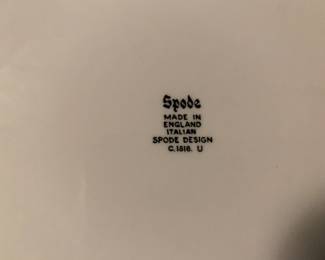 Spode
MADE IN
ENGLAND
ITALIAN
SPODE DESIGN
C.1816. U